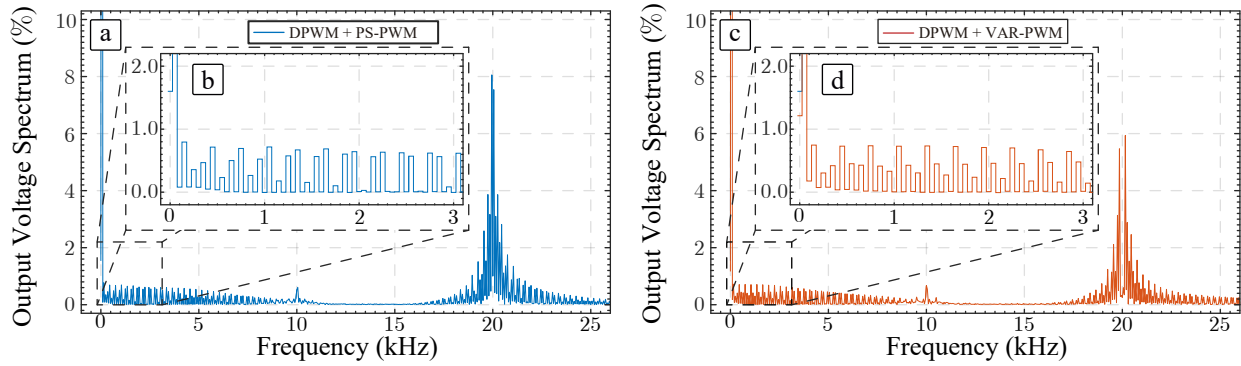 Output Voltage Spectrum (%)
10
8
6
4
2
0
a
DPWM + PS-PWM
b
2.0
1.0
0.0
0 1 2 3
0 5 10 15 20 25
Frequency (kHz)
Output Voltage Spectrum (%)
10
8
6
4
2
0
c
DPWM + VAR-PWM
d
2.0
1.0
0.0
0 1 2 3
0 5 10 15 20 25
Frequency (kHz)